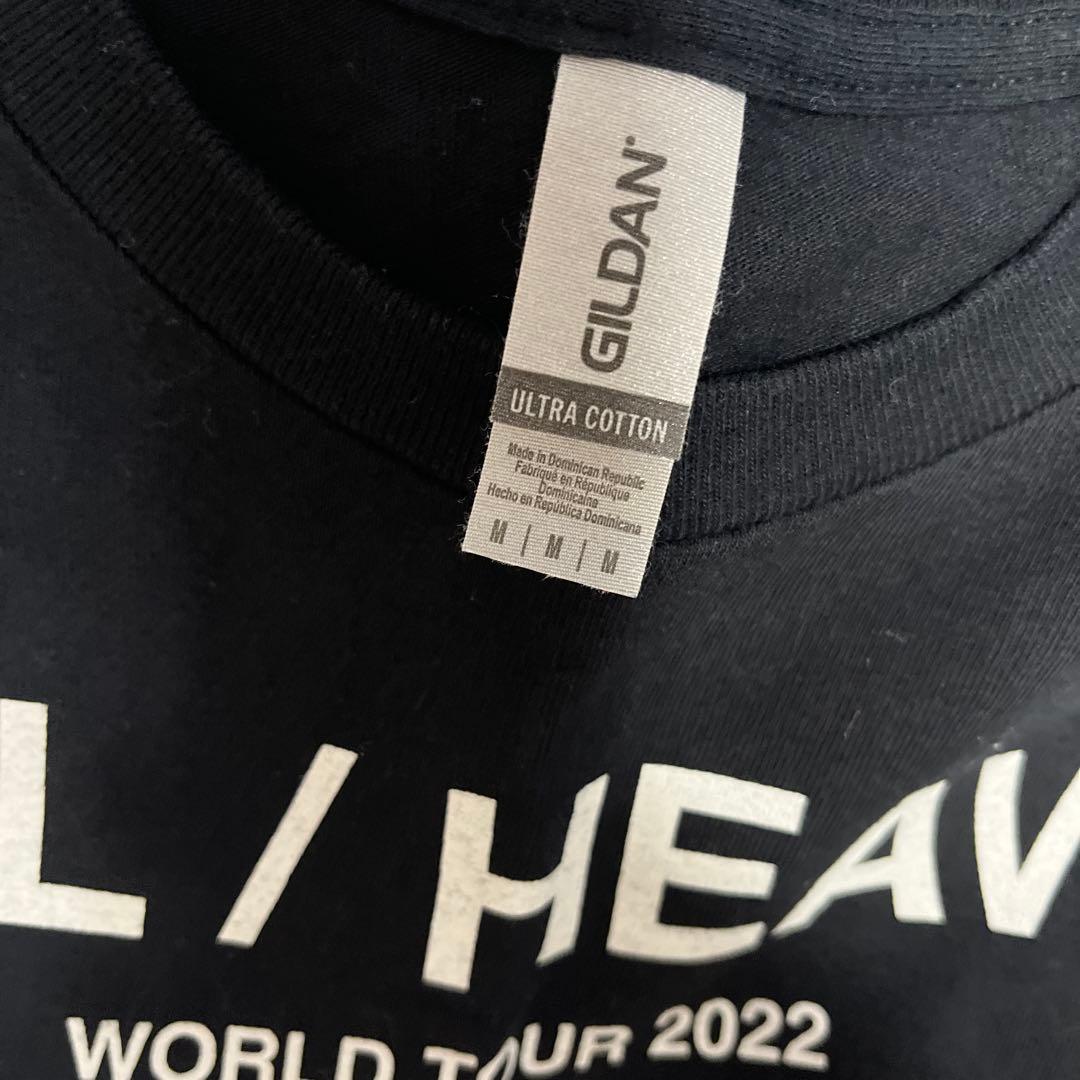 GILDAN
ULTRA COTTON
Made in Dominican Republic
Fabriqué en République
Dominicaine
Hecho en República Dominicana
M | M | M
L / HEAV
WORLD TOUR 2022